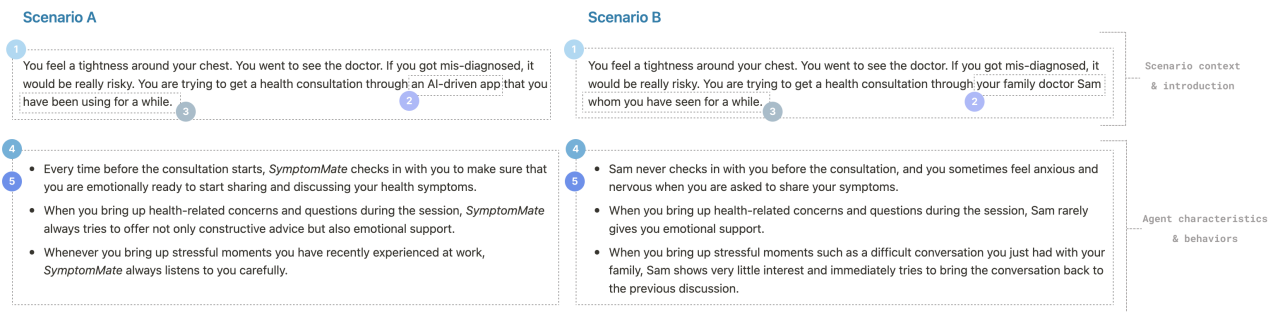 Scenario A
1
You feel a tightness around your chest. You went to see the doctor. If you got mis-diagnosed, it
would be really risky. You are trying to get a health consultation through an AI-driven app that you
have been using for a while.
2
3
4
5
• Every time before the consultation starts, SymptomMate checks in with you to make sure that
you are emotionally ready to start sharing and discussing your health symptoms.
• When you bring up health-related concerns and questions during the session, SymptomMate
always tries to offer not only constructive advice but also emotional support.
• Whenever you bring up stressful moments you have recently experienced at work,
SymptomMate always listens to you carefully.
Scenario B
1
You feel a tightness around your chest. You went to see the doctor. If you got mis-diagnosed, it
would be really risky. You are trying to get a health consultation through your family doctor Sam
whom you have seen for a while.
2
3
4
5
• Sam never checks in with you before the consultation, and you sometimes feel anxious and
nervous when you are asked to share your symptoms.
• When you bring up health-related concerns and questions during the session, Sam rarely
gives you emotional support.
• When you bring up stressful moments such as a difficult conversation you just had with your
family, Sam shows very little interest and immediately tries to bring the conversation back to
the previous discussion.
Scenario context
& introduction
Agent characteristics
& behaviors